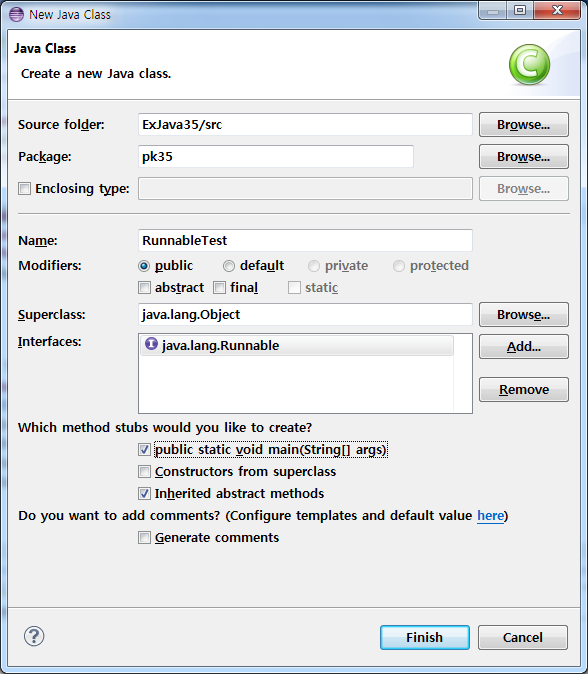 New Java Class
Java Class
Create a new Java class.
C
Source folder: ExJava35/src Browse...
Package: pk35 Browse...
Enclosing type: Browse...
Name: RunnableTest
Modifiers: public default private protected
abstract final static
Superclass: java.lang.Object Browse...
Interfaces: I java.lang.Runnable Add...
Remove
Which method stubs would you like to create?
public static void main(String[] args)
Constructors from superclass
Inherited abstract methods
Do you want to add comments? (Configure templates and default value here)
Generate comments
? Finish Cancel